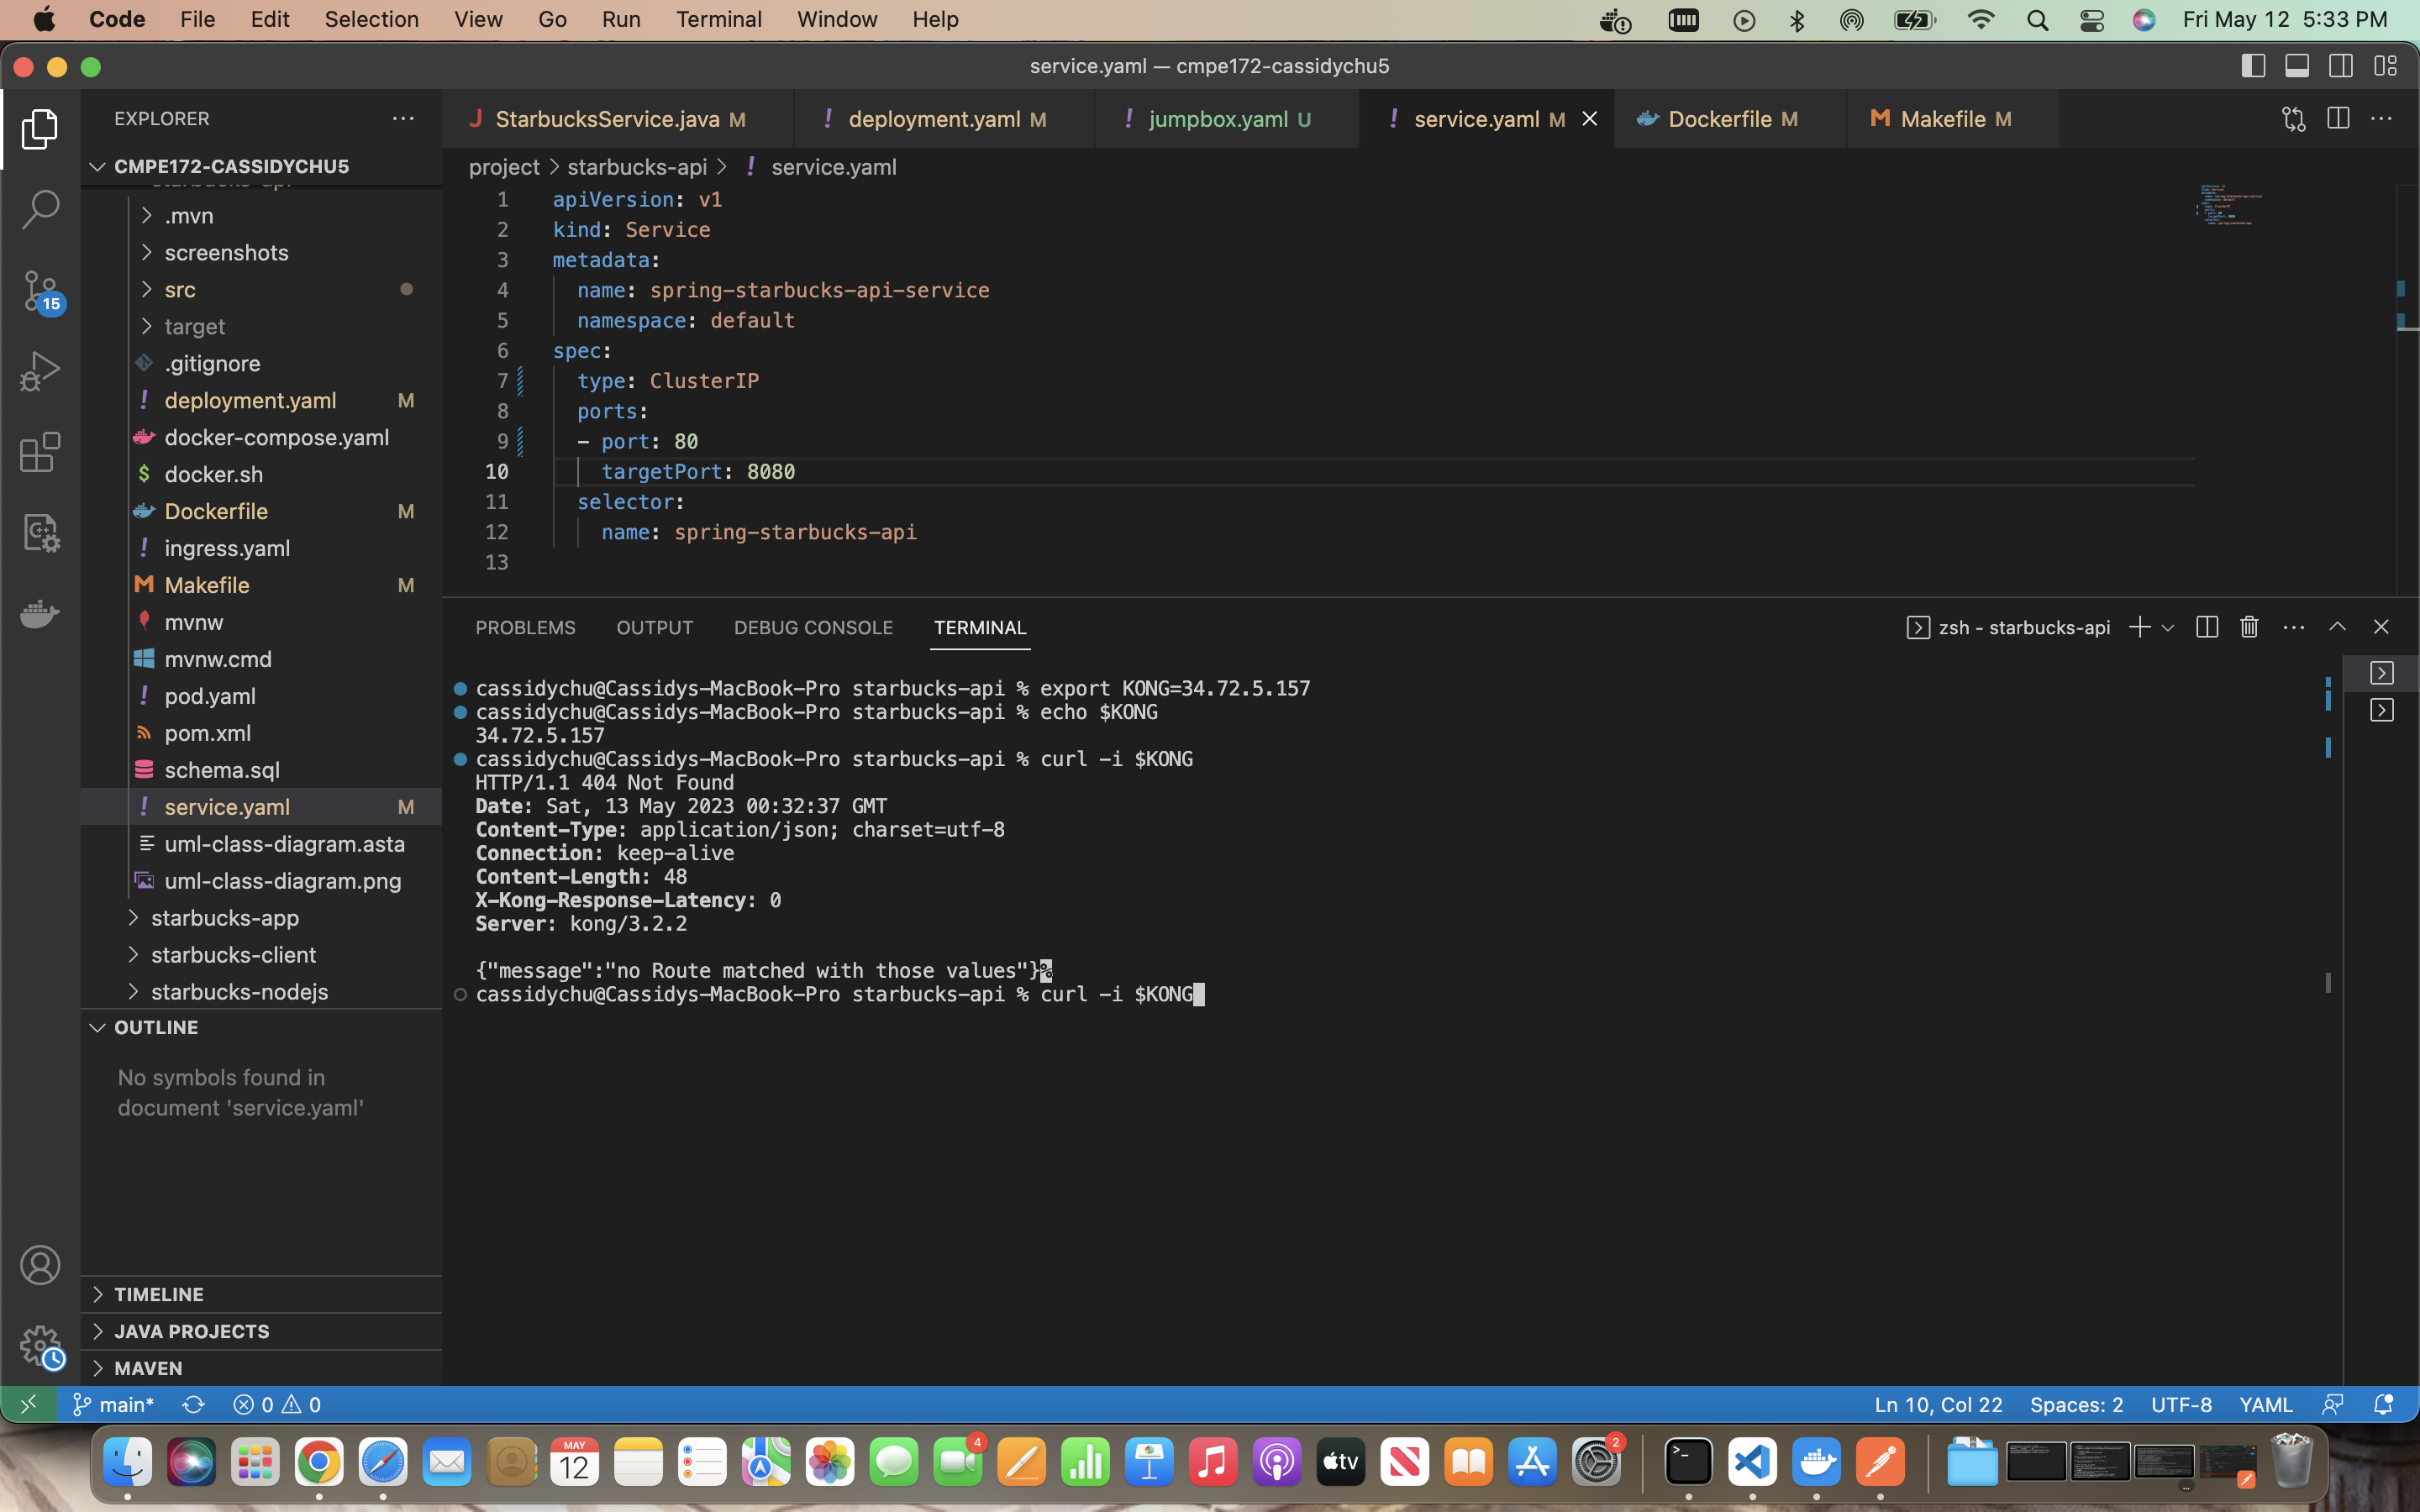 Code File Edit Selection View Go Run Terminal Window Help Fri May 12 5:33 PM
service.yaml — cmpe172-cassidychu5
EXPLORER
StarbucksService.java M
deployment.yaml M
jumpbox.yaml U
service.yaml M
Dockerfile M
Makefile M
CMPE172-CASSIDYCHU5
project > starbucks-api > ! service.yaml
.mvn
screenshots
src
target
.gitignore
deployment.yaml M
docker-compose.yaml
docker.sh
Dockerfile M
ingress.yaml
Makefile M
mvnw
mvnw.cmd
pod.yaml
pom.xml
schema.sql
service.yaml M
uml-class-diagram.asta
uml-class-diagram.png
starbucks-app
starbucks-client
starbucks-nodejs
OUTLINE
No symbols found in
document 'service.yaml'
TIMELINE
JAVA PROJECTS
MAVEN
15
1 apiVersion: v1
2 kind: Service
3 metadata:
4 name: spring-starbucks-api-service
5 namespace: default
6 spec:
7 type: ClusterIP
8 ports:
9 - port: 80
10 targetPort: 8080
11 selector:
12 name: spring-starbucks-api
13
PROBLEMS OUTPUT DEBUG CONSOLE TERMINAL
zsh - starbucks-api
cassidychu@Cassidys-MacBook-Pro starbucks-api % export KONG=34.72.5.157
cassidychu@Cassidys-MacBook-Pro starbucks-api % echo $KONG
34.72.5.157
cassidychu@Cassidys-MacBook-Pro starbucks-api % curl -i $KONG
HTTP/1.1 404 Not Found
Date: Sat, 13 May 2023 00:32:37 GMT
Content-Type: application/json; charset=utf-8
Connection: keep-alive
Content-Length: 48
X-Kong-Response-Latency: 0
Server: kong/3.2.2
{"message":"no Route matched with those values"}%
cassidychu@Cassidys-MacBook-Pro starbucks-api % curl -i $KONG
main* 0 0
Ln 10, Col 22 Spaces: 2 UTF-8 YAML
MAY
12
4
tv
2